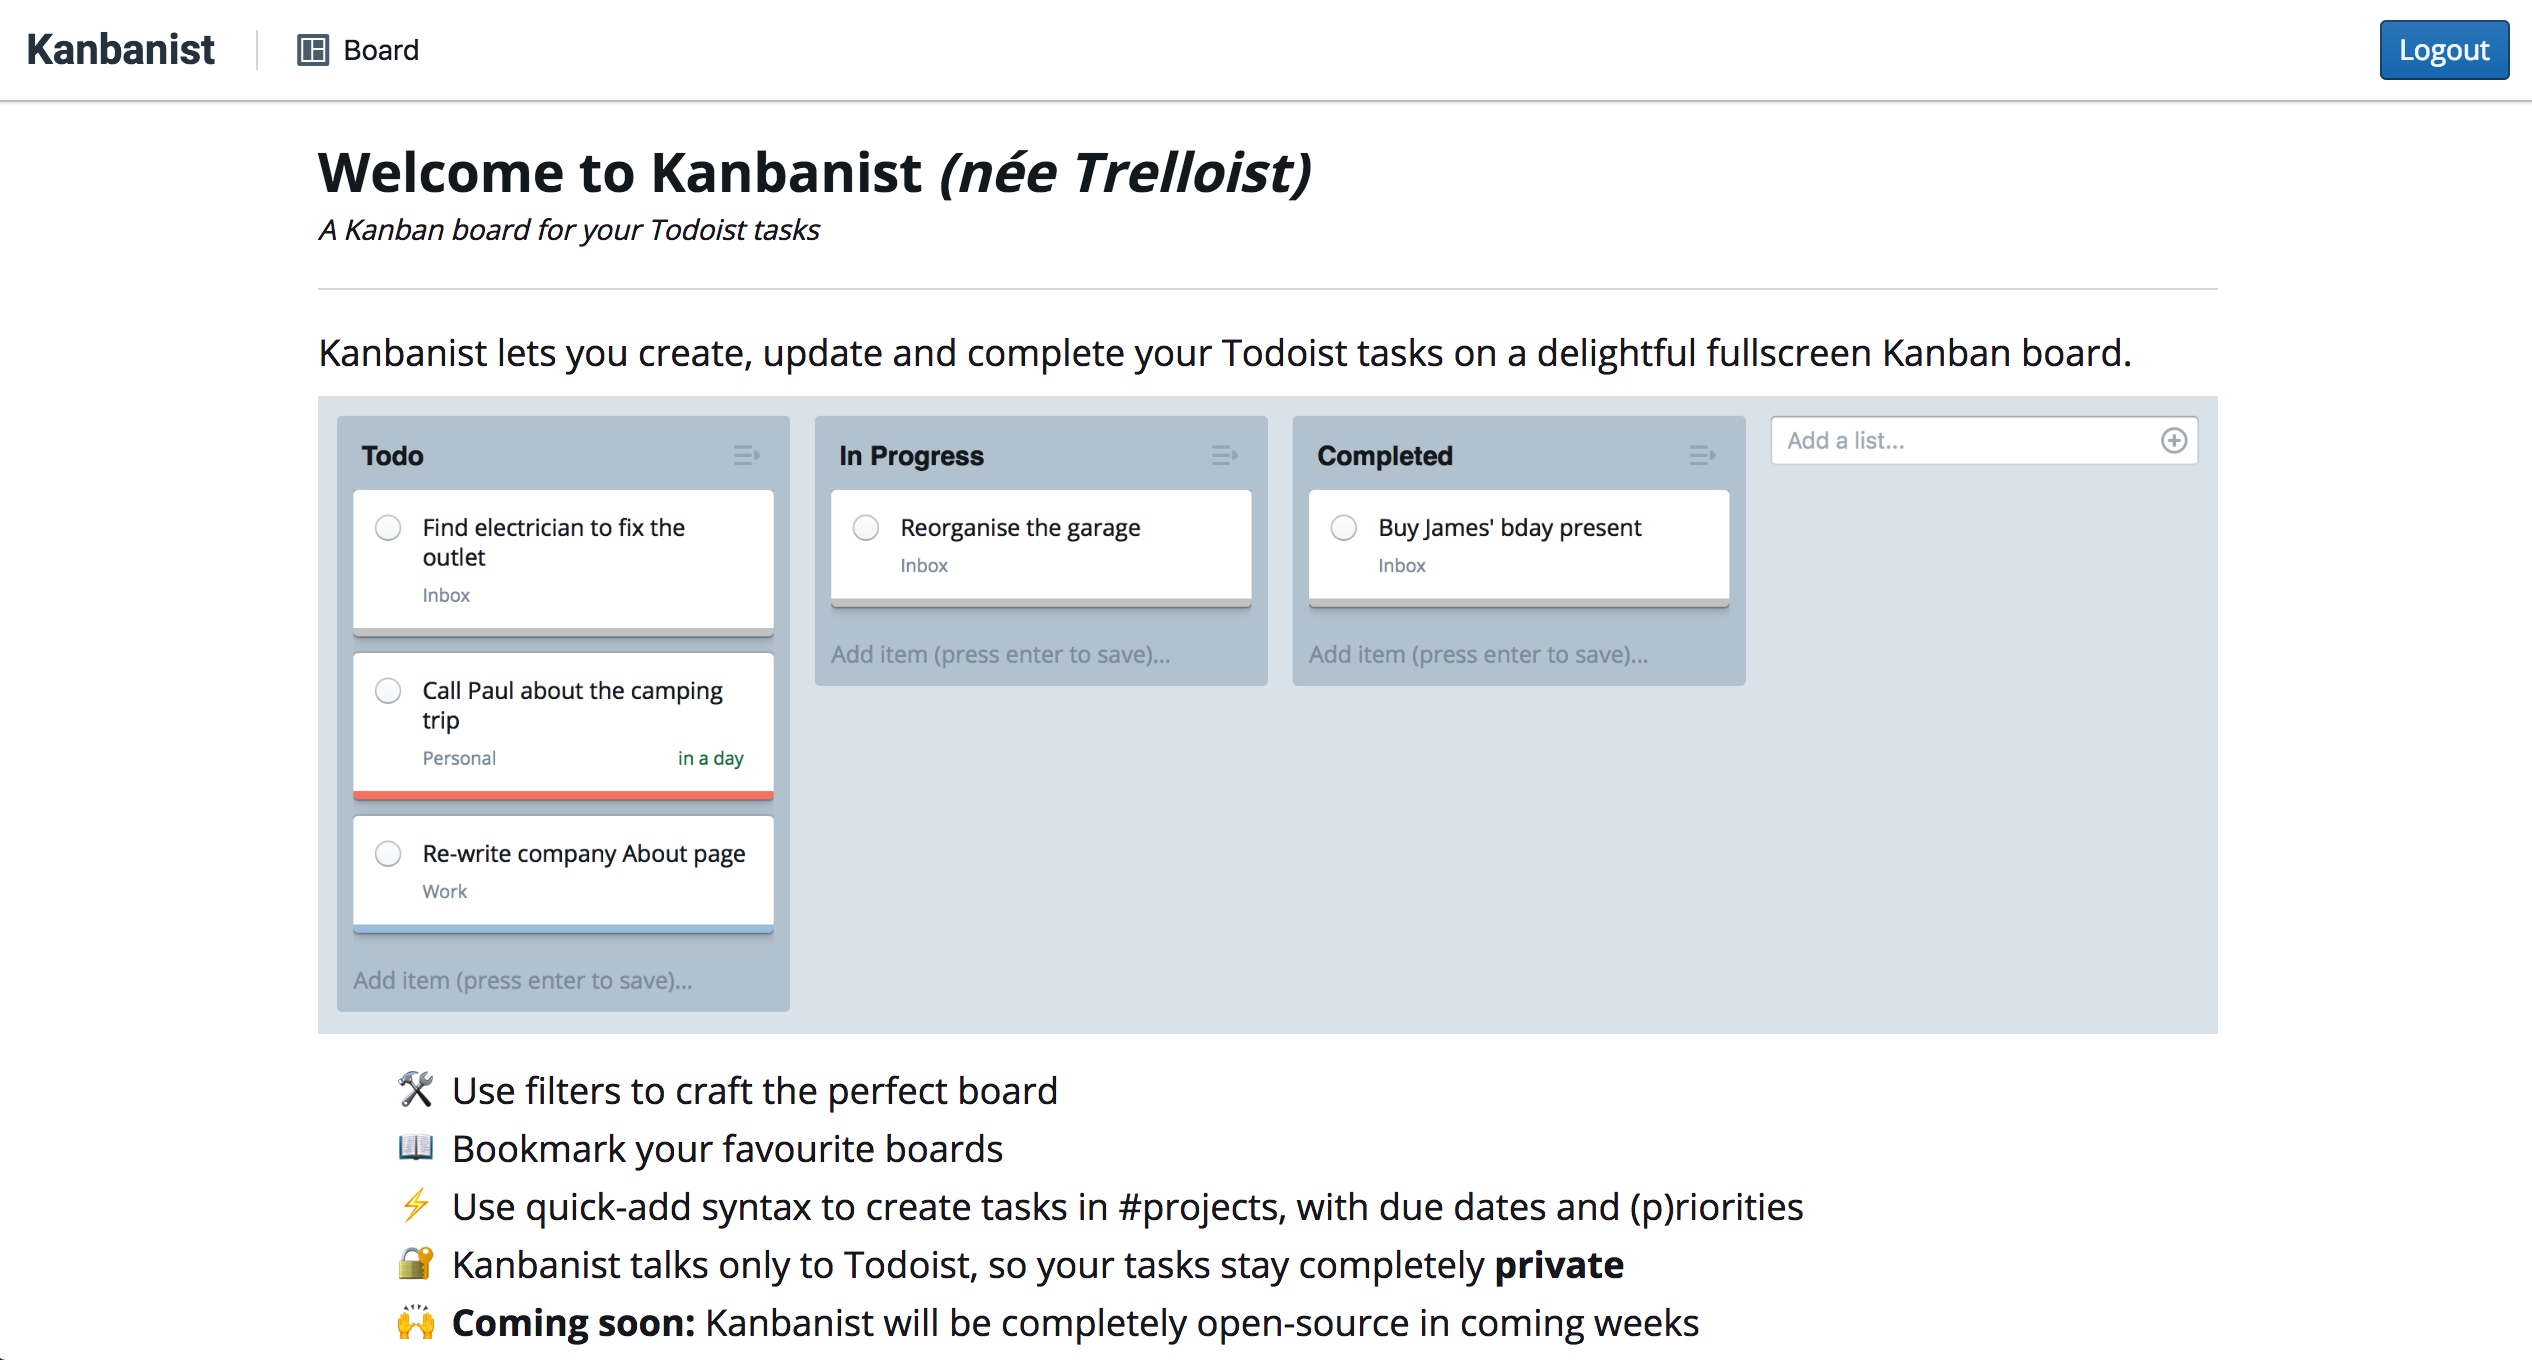 Kanbanist
Board
Logout
Welcome to Kanbanist (née Trelloist)
A Kanban board for your Todoist tasks
Kanbanist lets you create, update and complete your Todoist tasks on a delightful fullscreen Kanban board.
Todo
Find electrician to fix the
outlet
Inbox
Call Paul about the camping
trip
Personal
in a day
Re-write company About page
Work
Add item (press enter to save)...
In Progress
Reorganise the garage
Inbox
Add item (press enter to save)...
Completed
Buy James' bday present
Inbox
Add item (press enter to save)...
Add a list...
🛠 Use filters to craft the perfect board
📖 Bookmark your favourite boards
⚡ Use quick-add syntax to create tasks in #projects, with due dates and (p)riorities
🔐 Kanbanist talks only to Todoist, so your tasks stay completely private
🙌 Coming soon: Kanbanist will be completely open-source in coming weeks